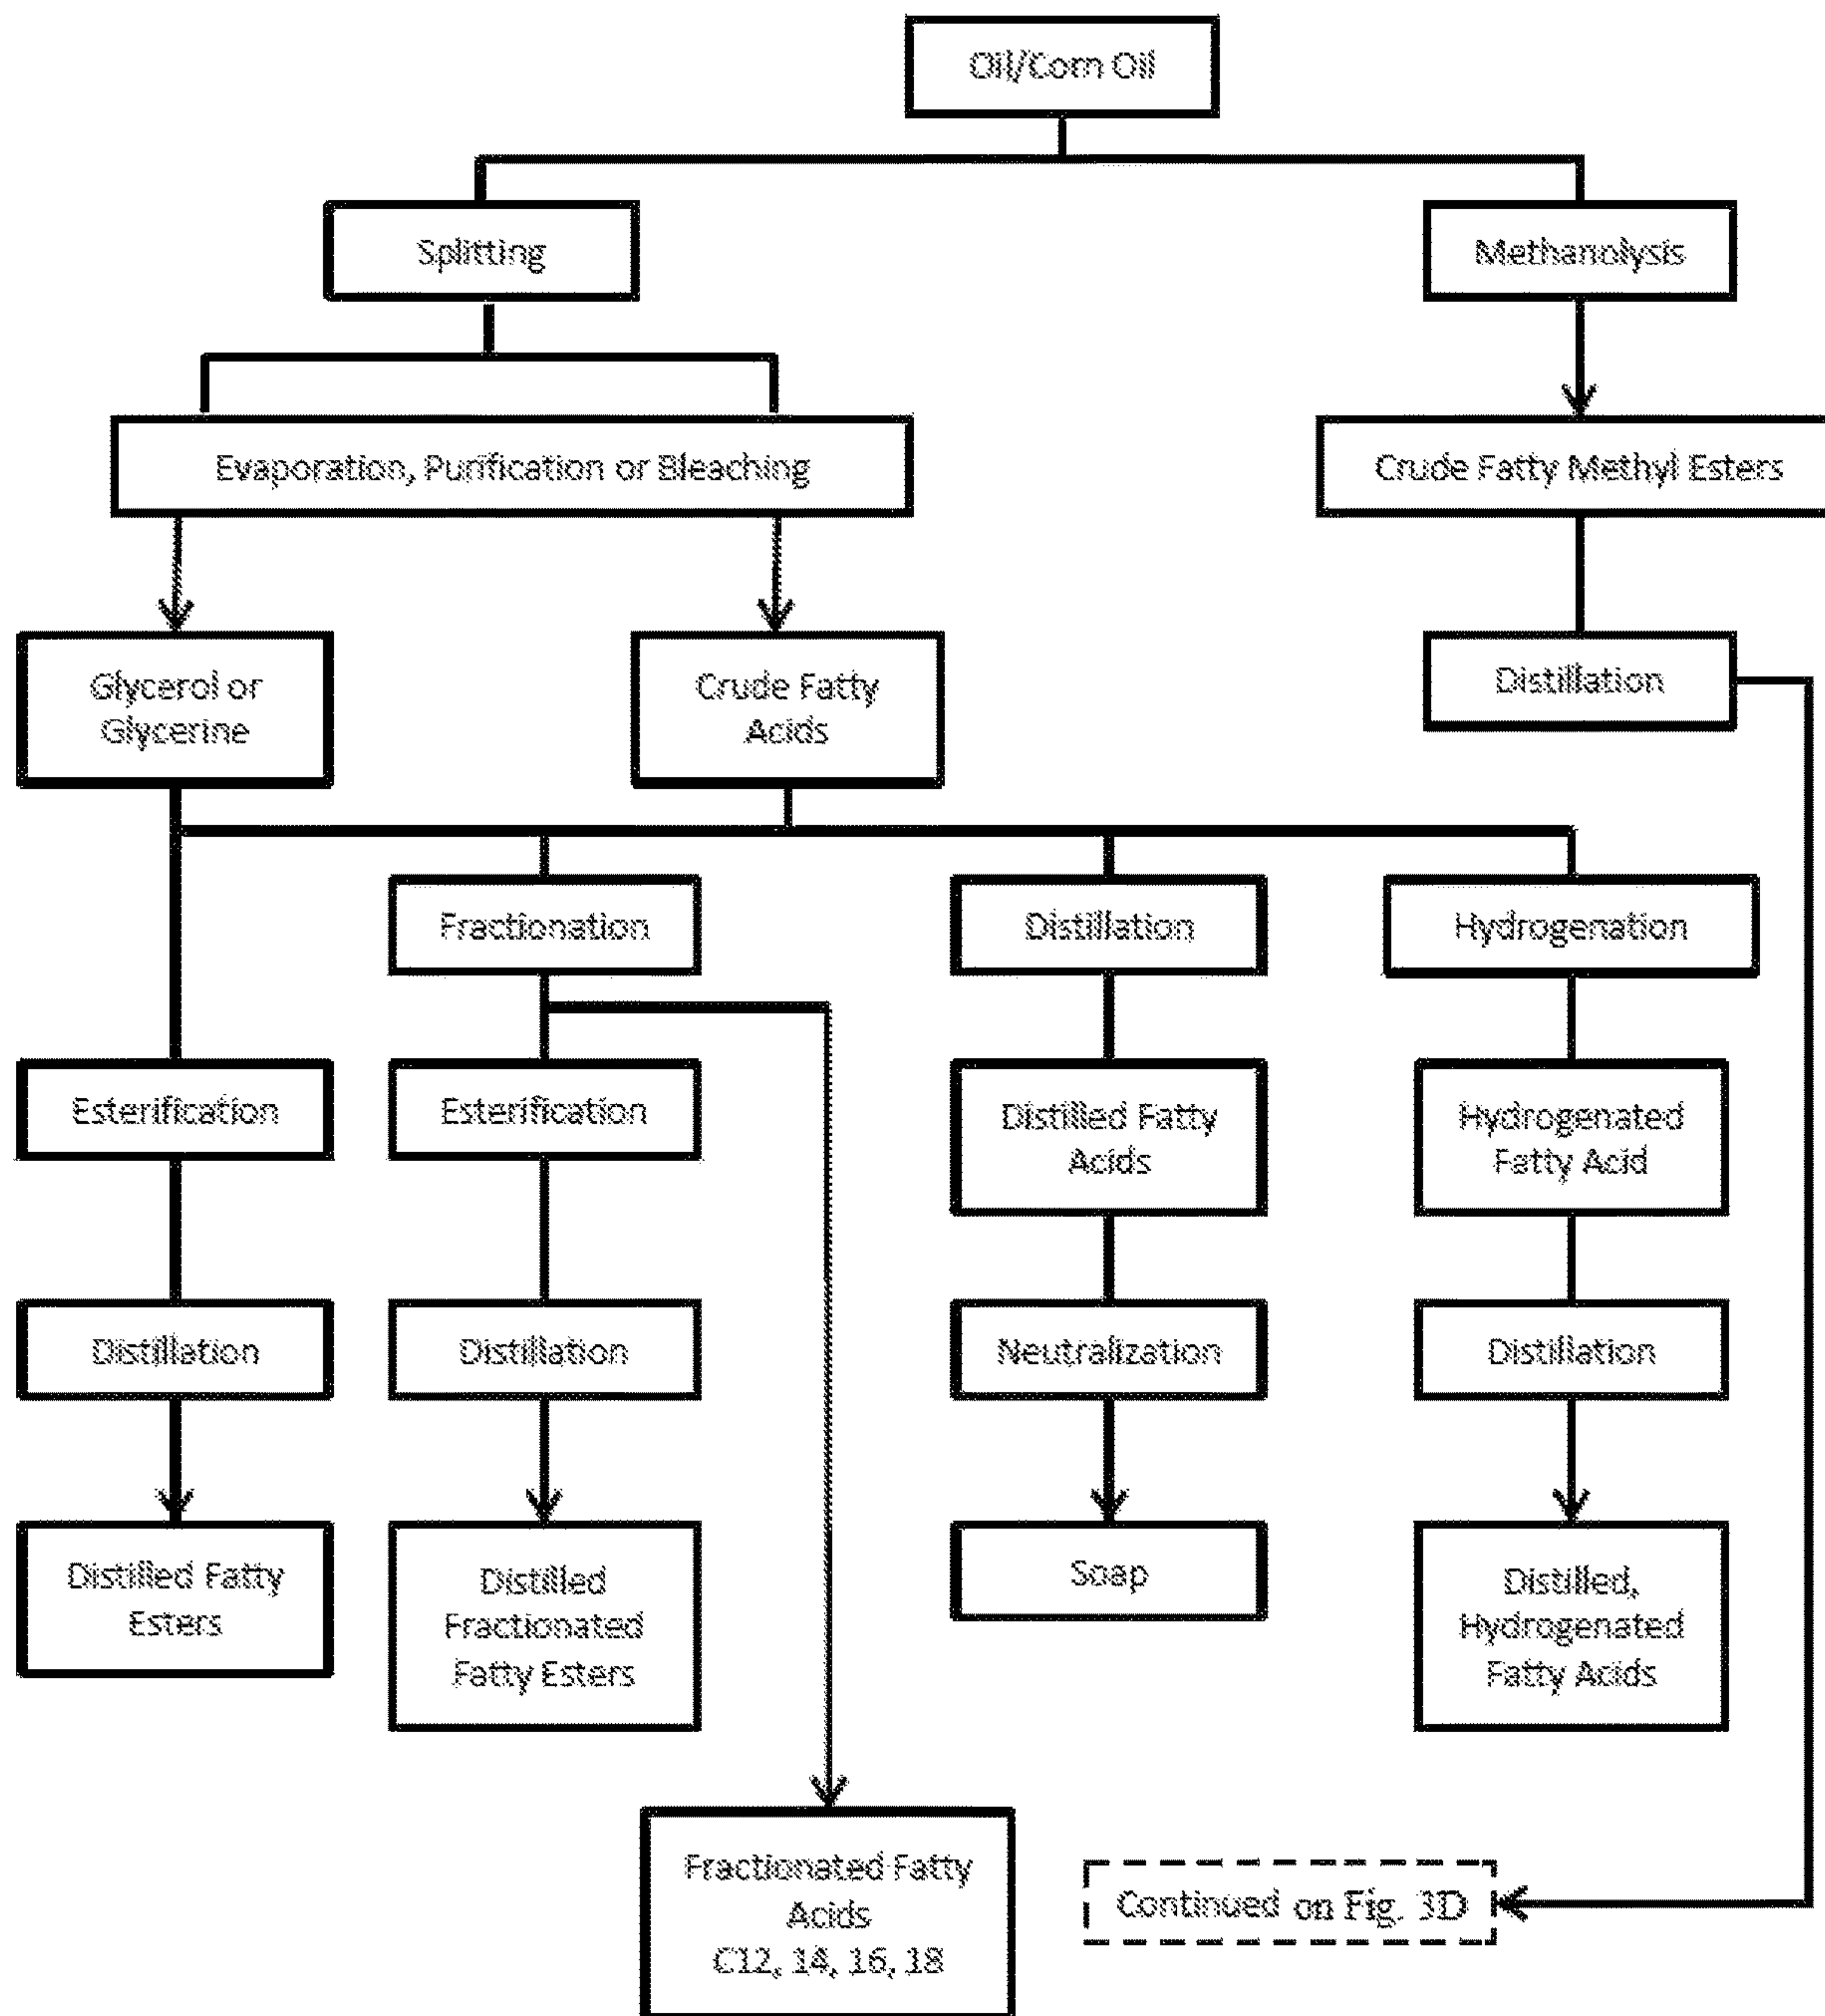 Oil/Corn Oil
Splitting
Methanolysis
Evaporation, Purification or Bleaching
Crude Fatty Methyl Esters
Glycerol or
Glycerine
Crude Fatty
Acids
Distillation
Fractionation
Distillation
Hydrogenation
Esterification
Esterification
Distilled Fatty
Acids
Hydrogenated
Fatty Acid
Distillation
Distillation
Neutralization
Distillation
Distilled Fatty
Esters
Distilled
Fractionated
Fatty Esters
Soap
Distilled,
Hydrogenated
Fatty Acids
Fractionated Fatty
Acids
C12, 14, 16, 18
Continued on Fig. 3D